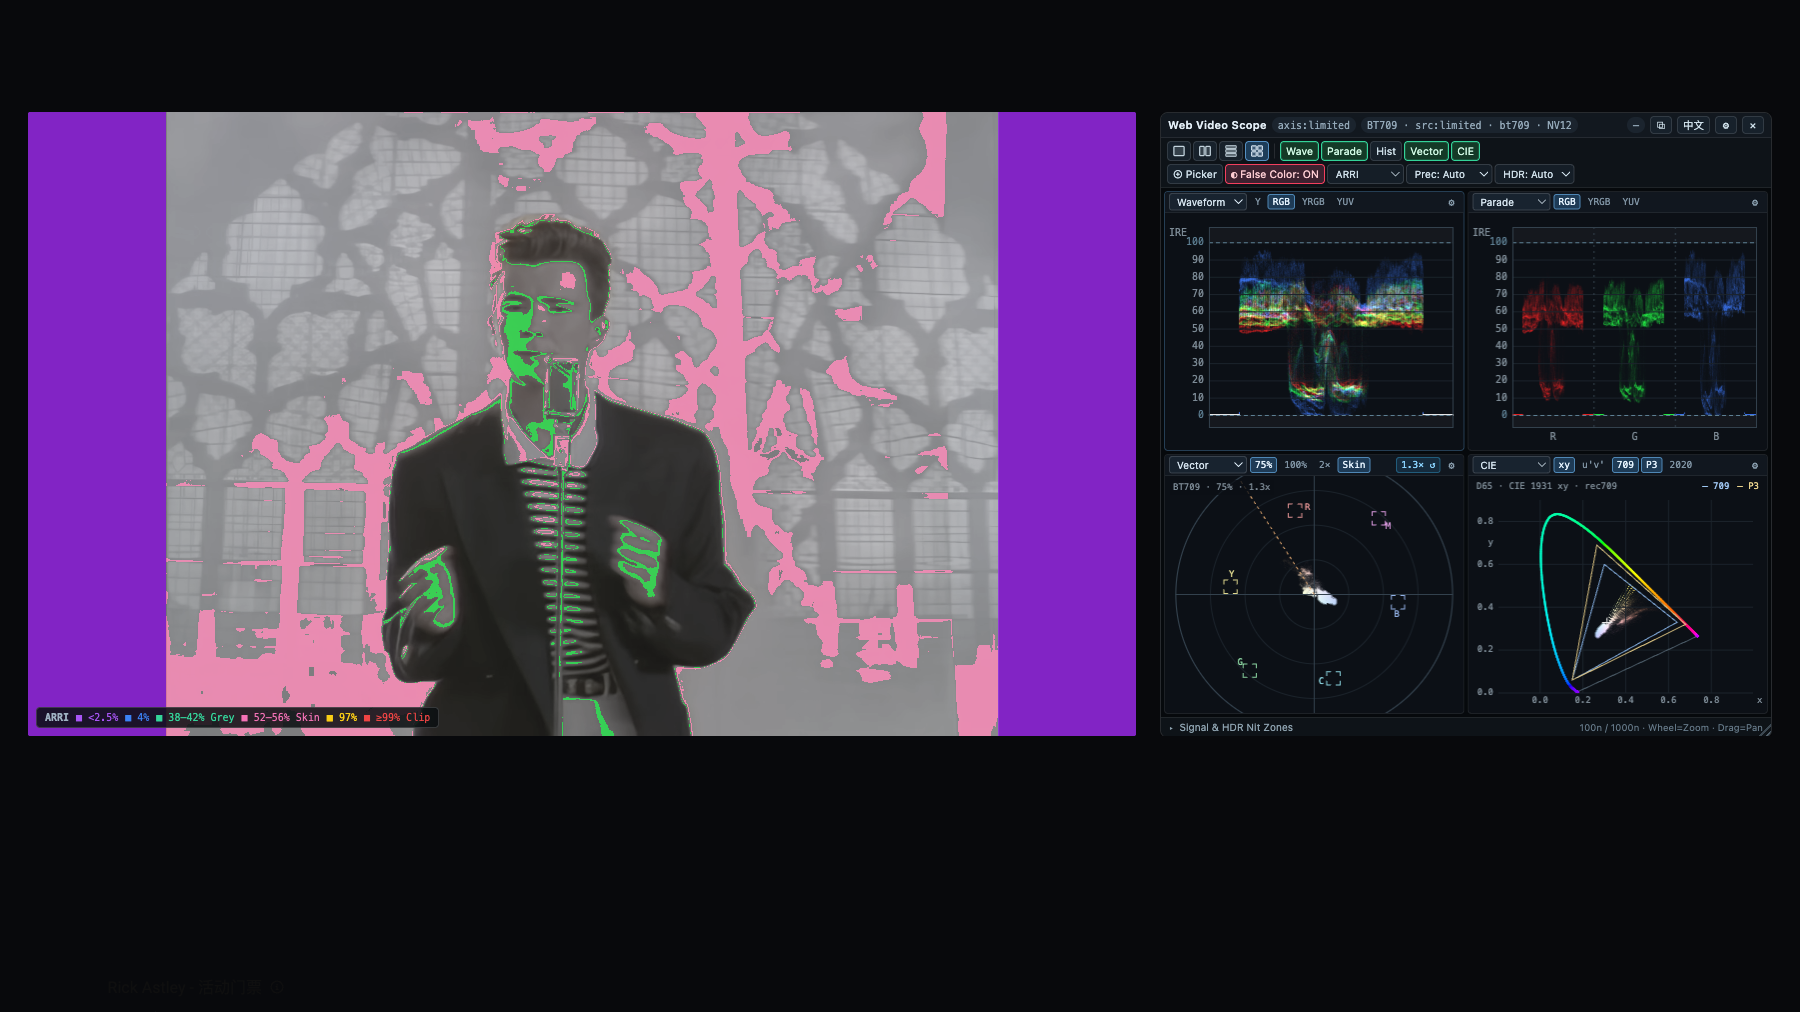 Web Video Scope axis:limited BT709 · src:limited · bt709 · NV12 中文
Wave Parade Hist Vector CIE
Picker False Color: ON ARRI Prec: Auto HDR: Auto
Waveform Y RGB YRGB YUV
IRE
100
90
80
70
60
50
40
30
20
10
0
Parade RGB YRGB YUV
IRE
100
90
80
70
60
50
40
30
20
10
0
R G B
Vector 75% 100% 2× Skin 1.3× ↺
BT709 · 75% · 1.3x
R
M
Y
B
G
C
CIE xy u'v' 709 P3 2020
D65 · CIE 1931 xy · rec709 — 709 — P3
0.8
y
0.6
0.4
0.2
0.0
0.0 0.2 0.4 0.6 0.8 x
ARRI <2.5% 4% 38–42% Grey 52–56% Skin 97% ≥99% Clip
Signal & HDR Nit Zones 100n / 1000n · Wheel=Zoom · Drag=Pan
Rick Astley